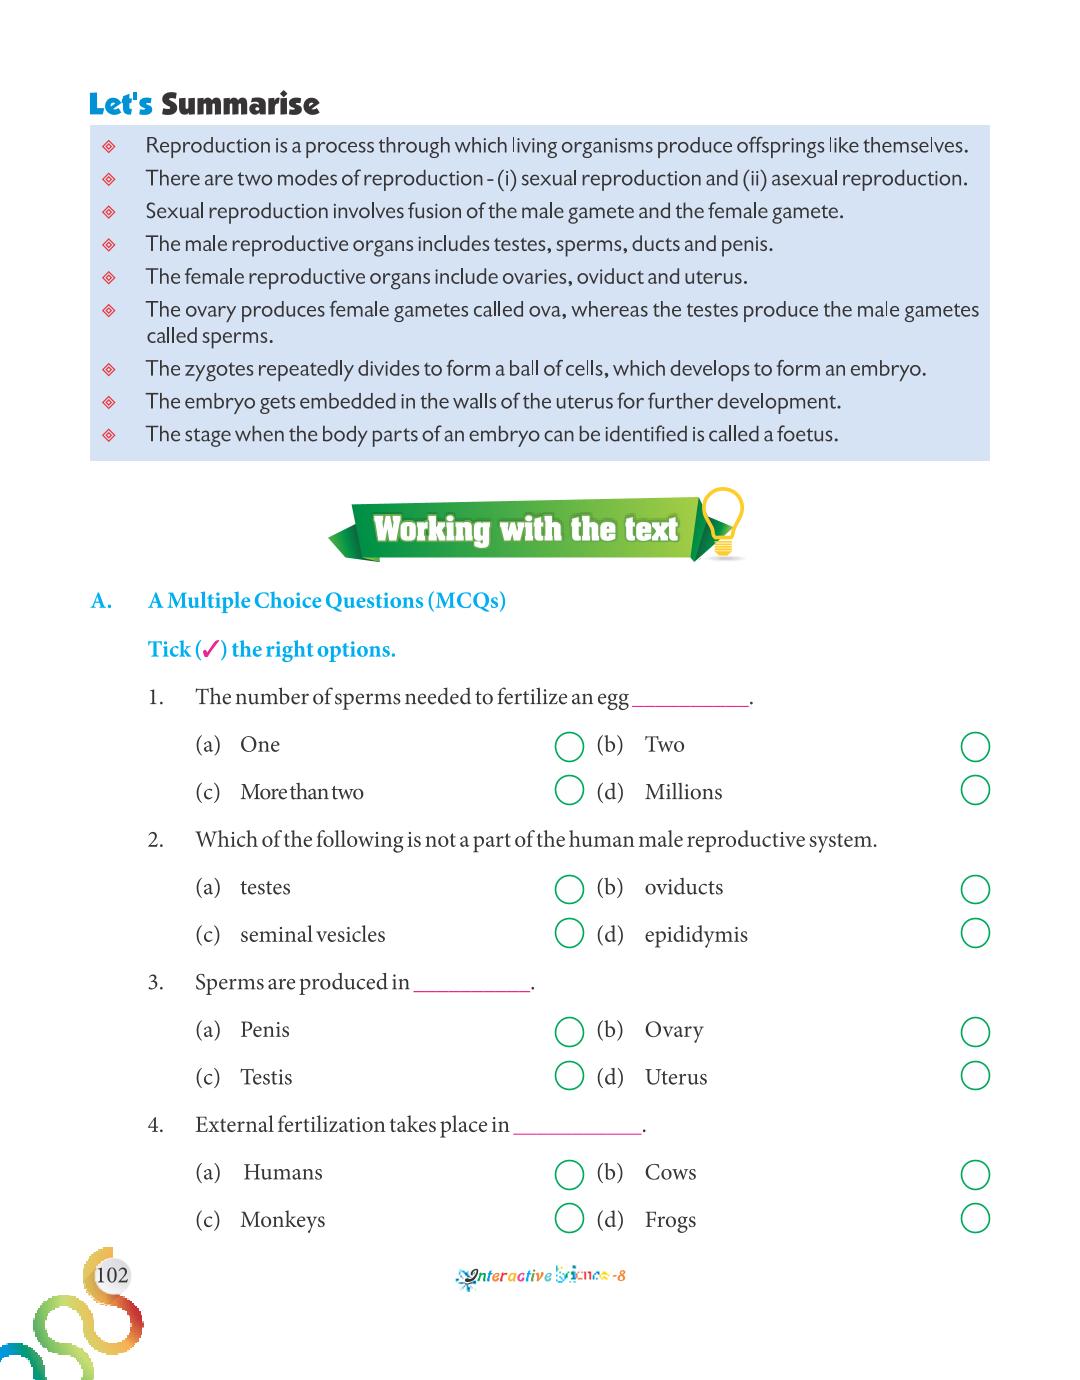 Let's Summarise
Reproduction is a process through which living organisms produce offsprings like themselves.
There are two modes of reproduction - (i) sexual reproduction and (ii) asexual reproduction.
Sexual reproduction involves fusion of the male gamete and the female gamete.
The male reproductive organs includes testes, sperms, ducts and penis.
The female reproductive organs include ovaries, oviduct and uterus.
The ovary produces female gametes called ova, whereas the testes produce the male gametes
called sperms.
The zygotes repeatedly divides to form a ball of cells, which develops to form an embryo.
The embryo gets embedded in the walls of the uterus for further development.
The stage when the body parts of an embryo can be identified is called a foetus.
Working with the text
A. A Multiple Choice Questions (MCQs)
Tick (✓) the right options.
1. The number of sperms needed to fertilize an egg __________.
(a) One (b) Two
(c) More than two (d) Millions
2. Which of the following is not a part of the human male reproductive system.
(a) testes (b) oviducts
(c) seminal vesicles (d) epididymis
3. Sperms are produced in __________.
(a) Penis (b) Ovary
(c) Testis (d) Uterus
4. External fertilization takes place in ___________.
(a) Humans (b) Cows
(c) Monkeys (d) Frogs
102
Interactive Science-8